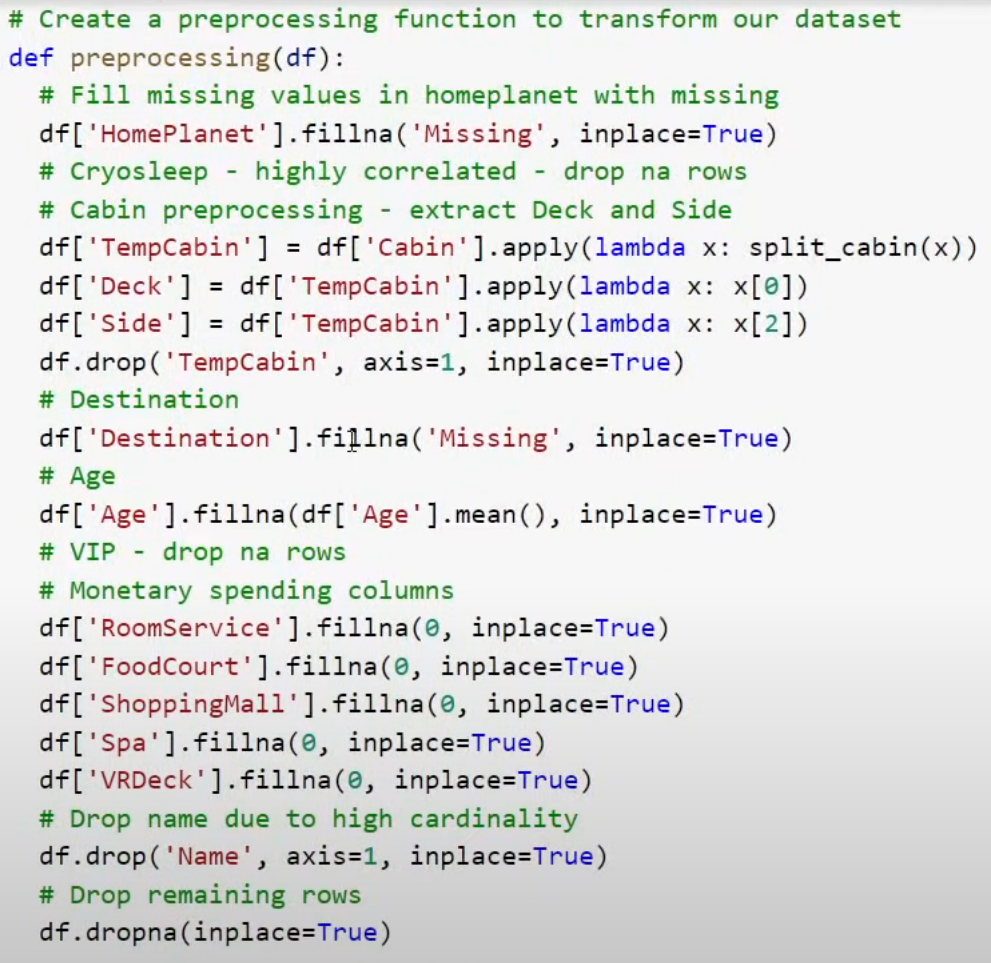 # Create a preprocessing function to transform our dataset
def preprocessing(df):
  # Fill missing values in homeplanet with missing
  df['HomePlanet'].fillna('Missing', inplace=True)
  # Cryosleep - highly correlated - drop na rows
  # Cabin preprocessing - extract Deck and Side
  df['TempCabin'] = df['Cabin'].apply(lambda x: split_cabin(x))
  df['Deck'] = df['TempCabin'].apply(lambda x: x[0])
  df['Side'] = df['TempCabin'].apply(lambda x: x[2])
  df.drop('TempCabin', axis=1, inplace=True)
  # Destination
  df['Destination'].fillna('Missing', inplace=True)
  # Age
  df['Age'].fillna(df['Age'].mean(), inplace=True)
  # VIP - drop na rows
  # Monetary spending columns
  df['RoomService'].fillna(0, inplace=True)
  df['FoodCourt'].fillna(0, inplace=True)
  df['ShoppingMall'].fillna(0, inplace=True)
  df['Spa'].fillna(0, inplace=True)
  df['VRDeck'].fillna(0, inplace=True)
  # Drop name due to high cardinality
  df.drop('Name', axis=1, inplace=True)
  # Drop remaining rows
  df.dropna(inplace=True)